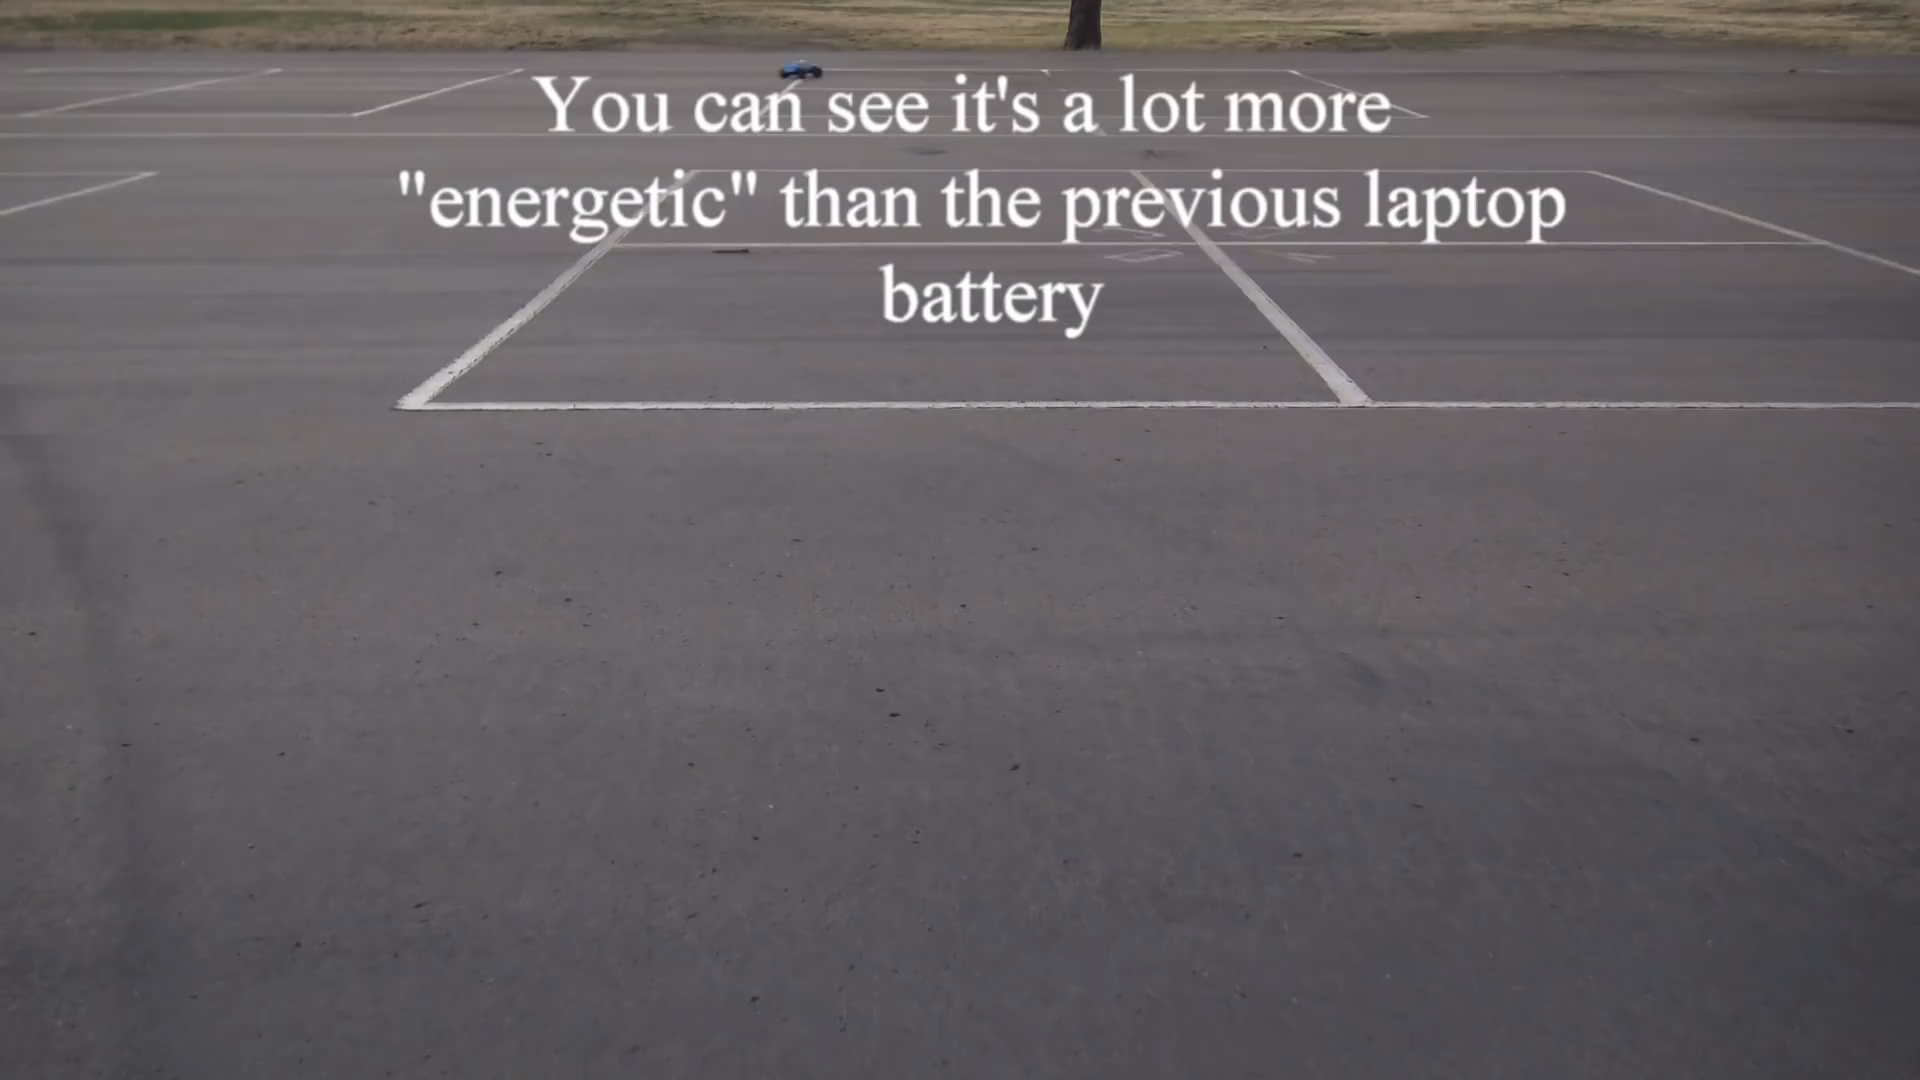 You can see it's a lot more
"energetic" than the previous laptop
battery